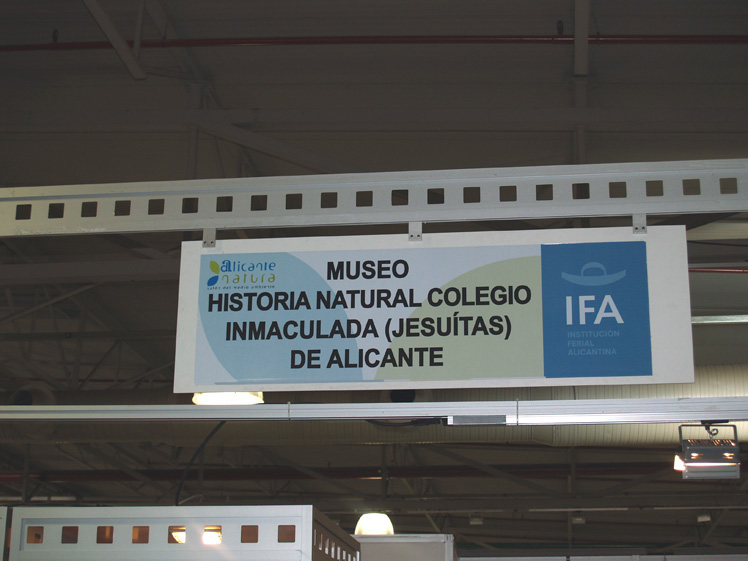 alicante
natura
MUSEO
HISTORIA NATURAL COLEGIO
INMACULADA (JESUÍTAS)
DE ALICANTE
IFA
INSTITUCIÓN
FERIAL
ALICANTINA